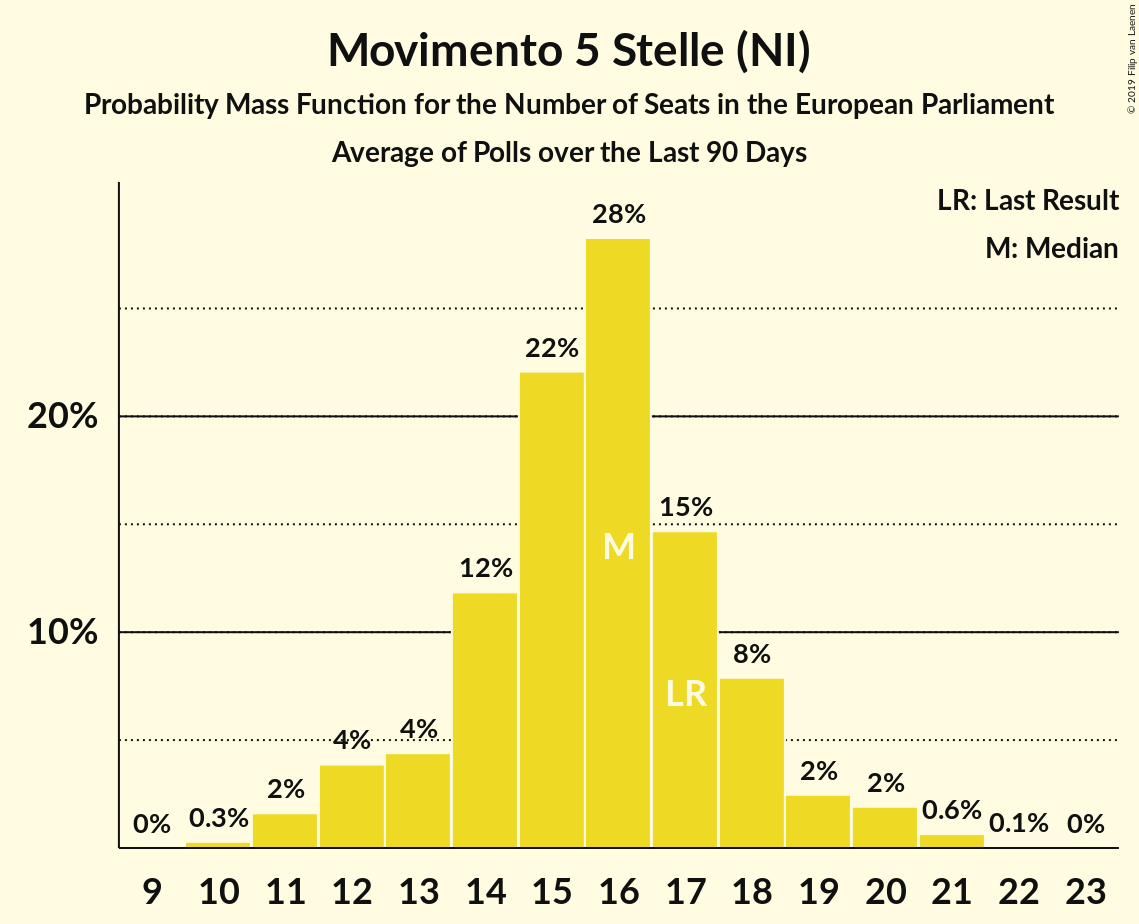 Movimento 5 Stelle (NI)
Probability Mass Function for the Number of Seats in the European Parliament
Average of Polls over the Last 90 Days
© 2019 Filip van Laenen
LR: Last Result
M: Median
28%
22%
20%
15%
M
12%
10%
8%
LR
4%
4%
2%
2%
2%
0%
0.3%
0.6%
0.1%
0%
9 10 11 12 13 14 15 16 17 18 19 20 21 22 23